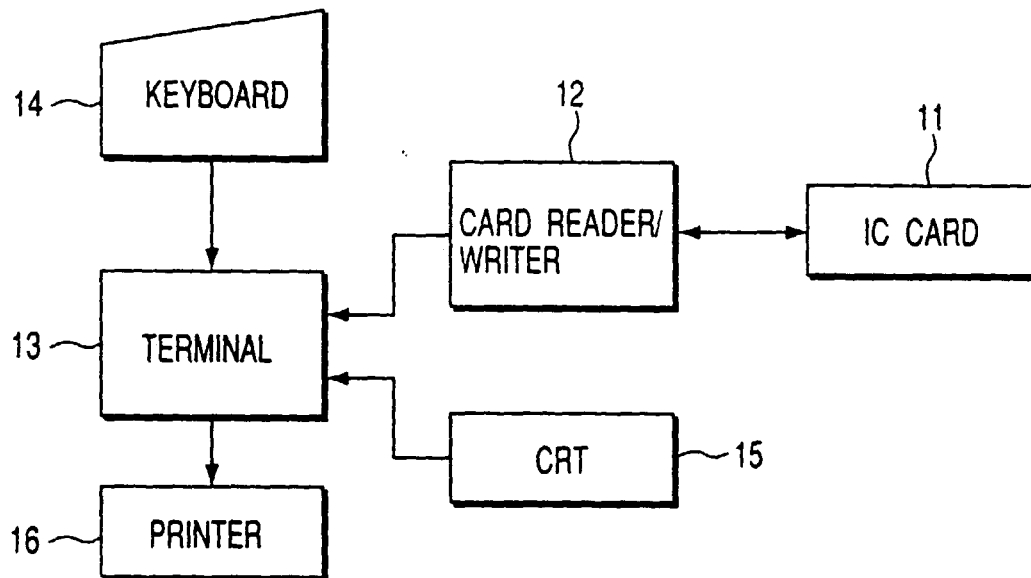 14
KEYBOARD
12
11
CARD READER/
WRITER
IC CARD
13
TERMINAL
CRT
15
16
PRINTER